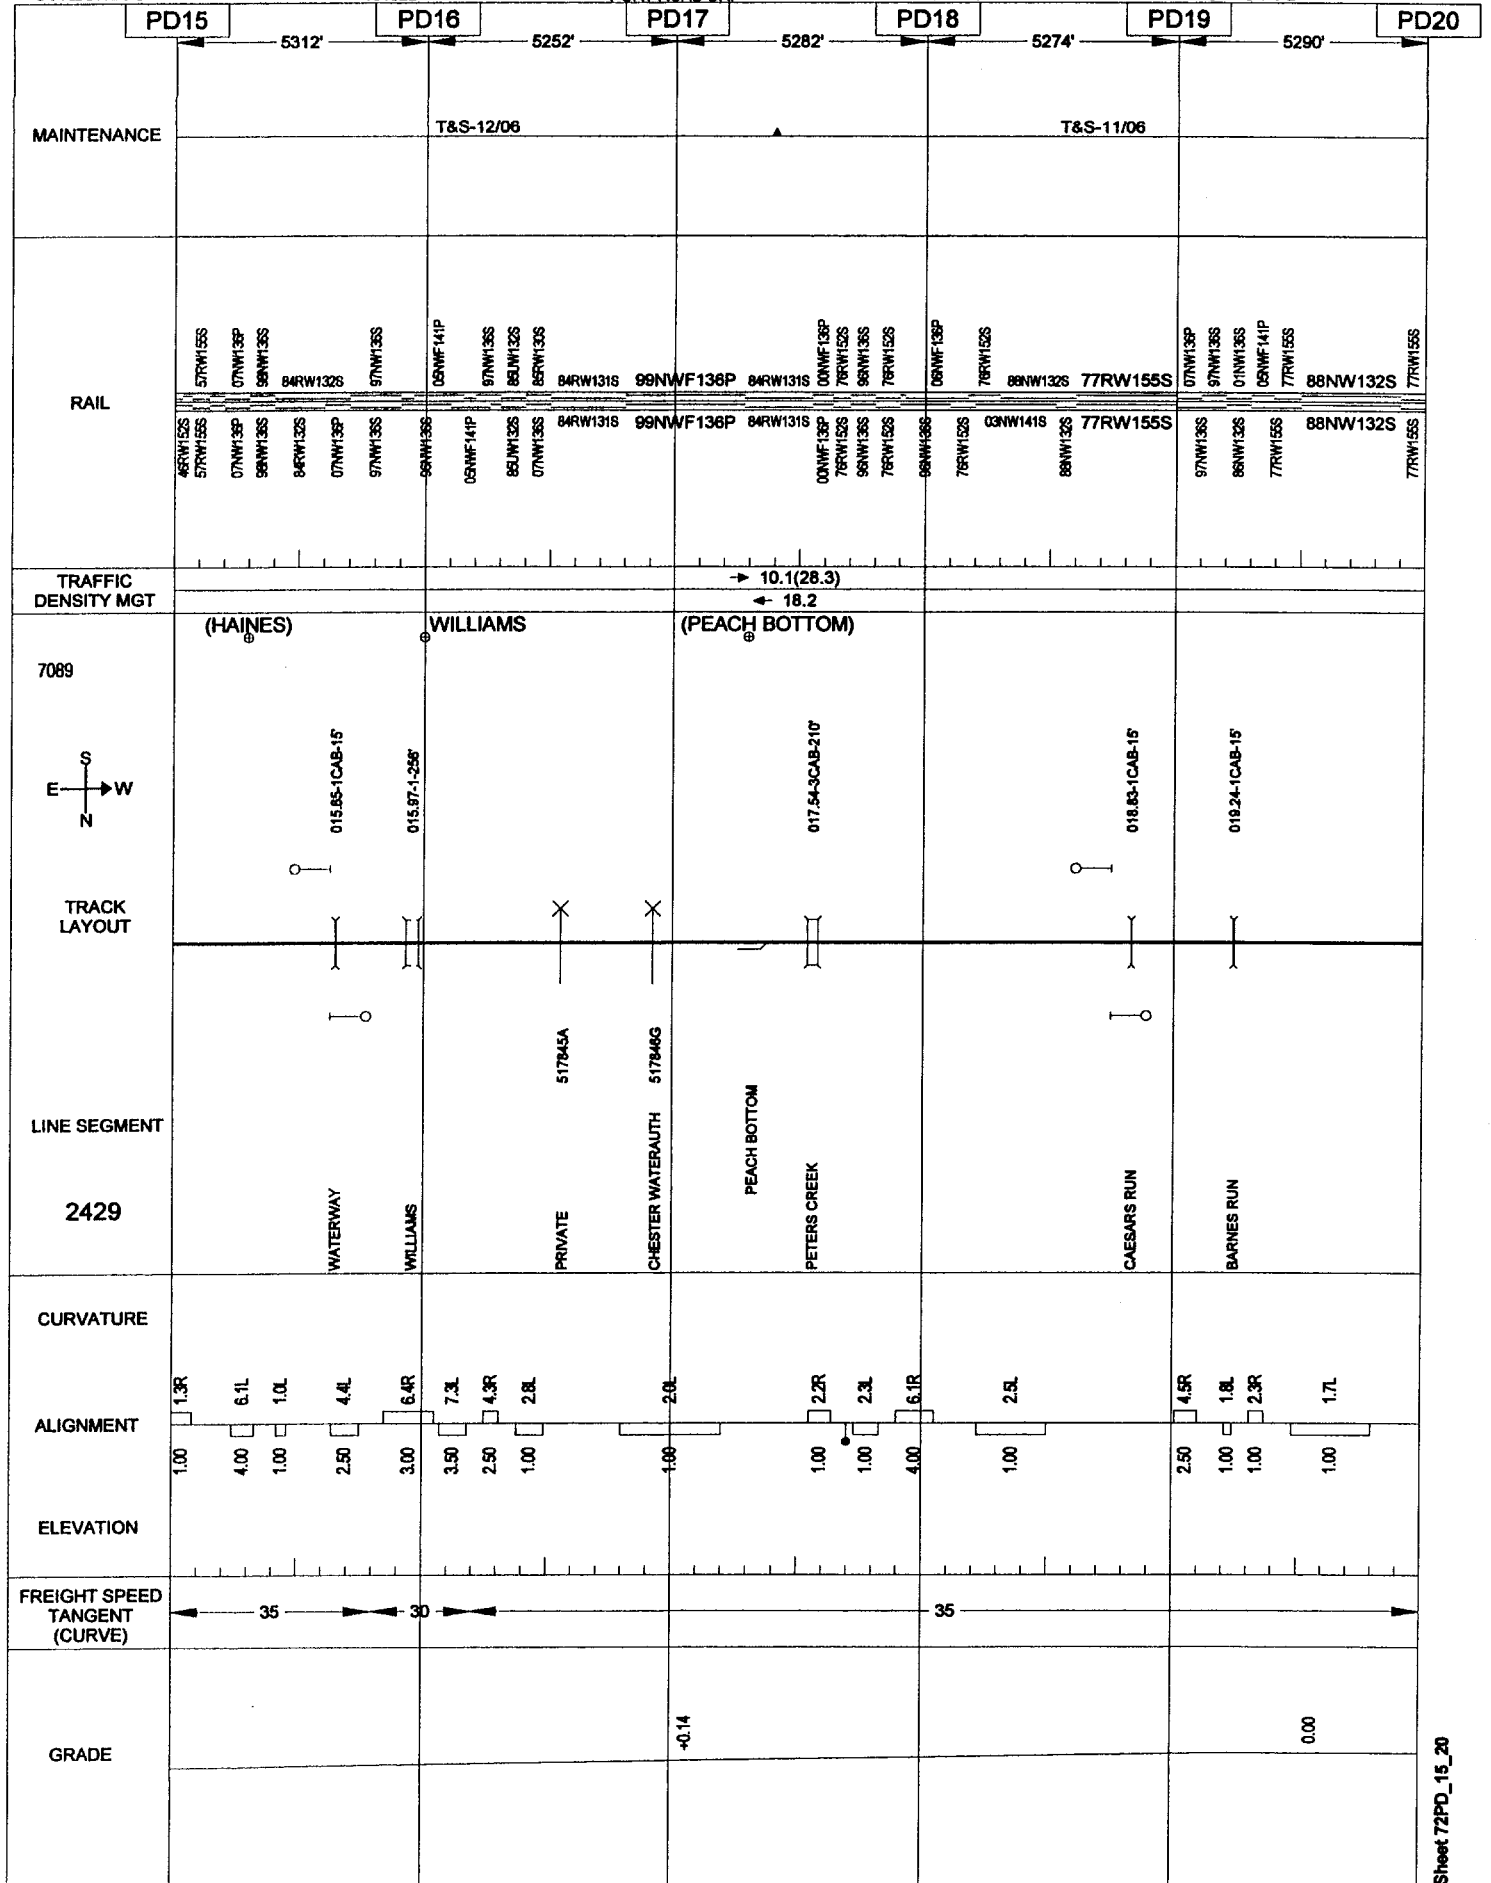 PD15 PD16 PD17 PD18 PD19 PD20
5312' 5252' 5282' 5274' 5290'
MAINTENANCE
T&S-12/06 T&S-11/06
RAIL
57RW155S 07NW136P 98NW136S 84RW132S 97NW136S 05NWF141P 97NW136S 85UW132S 85RW130S 84RW131S 99NWF136P 84RW131S 00NWF136P 76RW152S 96NW136S 76RW152S 06NWF136P 76RW152S 88NW132S 77RW155S 07NW136P 97NW136S 01NW136S 05NWF141P 77RW155S 88NW132S 77RW155S
46RW152S 57RW155S 07NW136P 98NW136S 84RW132S 07NW136P 97NW136S 96NW136S 05NWF141P 85UW132S 07NW136S 84RW131S 99NWF136P 84RW131S 00NWF136P 76RW152S 96NW136S 76RW152S 96NW136S 76RW152S 03NW141S 88NW132S 77RW155S 97NW136S 86NW132S 77RW155S 88NW132S 77RW155S
TRAFFIC
DENSITY MGT
10.1(28.3)
18.2
(HAINES) WILLIAMS (PEACH BOTTOM)
7089
S
E W
N
015.65-1CAB-15' 015.97-1-256' 017.54-3CAB-210' 018.83-1CAB-15' 019.24-1CAB-15'
TRACK
LAYOUT
517845A 517846G
LINE SEGMENT
2429
WATERWAY WILLIAMS PRIVATE CHESTER WATERAUTH PEACH BOTTOM PETERS CREEK CAESARS RUN BARNES RUN
CURVATURE
1.3R 6.1L 1.0L 4.4L 6.4R 7.3L 4.3R 2.8L 2.0L 2.2R 2.3L 6.1R 2.5L 4.5R 1.8L 2.3R 1.7L
ALIGNMENT
1.00 4.00 1.00 2.50 3.00 3.50 2.50 1.00 1.00 1.00 1.00 4.00 1.00 2.50 1.00 1.00 1.00
ELEVATION
FREIGHT SPEED
TANGENT
(CURVE)
35 30 35
GRADE
+0.14 0.00
Sheet 72PD_15_20